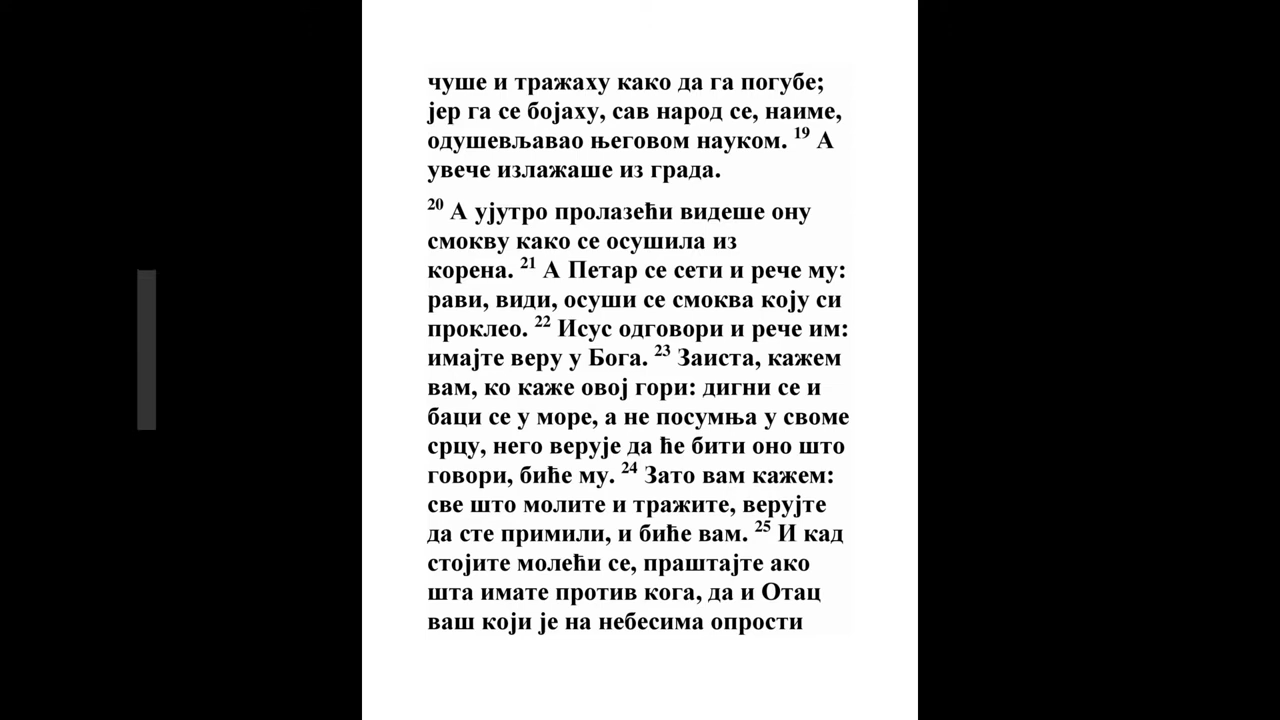 чуше и тражаху како да га погубе;
јер га се бојаху, сав народ се, наиме,
одушевљавао његовом науком. 19 А
увече излажаше из града.
20 А ујутро пролазећи видеше ону
смокву како се осушила из
корена. 21 А Петар се сети и рече му:
рави, види, осуши се смоква коју си
проклео. 22 Исус одговори и рече им:
имајте веру у Бога. 23 Заиста, кажем
вам, ко каже овој гори: дигни се и
баци се у море, а не посумња у своме
срцу, него верује да ће бити оно што
говори, биће му. 24 Зато вам кажем:
све што молите и тражите, верујте
да сте примили, и биће вам. 25 И кад
стојите молећи се, праштајте ако
шта имате против кога, да и Отац
ваш који је на небесима опрости